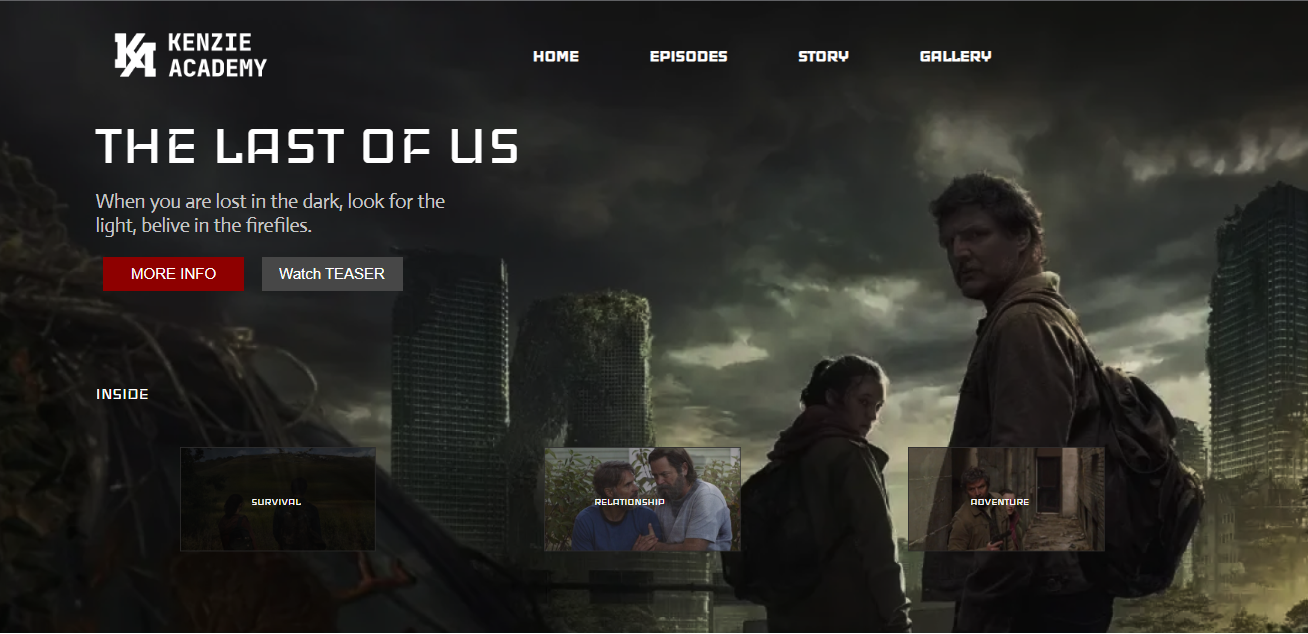 KENZIE
ACADEMY
HOME EPISODES STORY GALLERY
THE LAST OF US
When you are lost in the dark, look for the
light, belive in the firefiles.
MORE INFO Watch TEASER
INSIDE
SURVIVAL RELATIONSHIP ADVENTURE